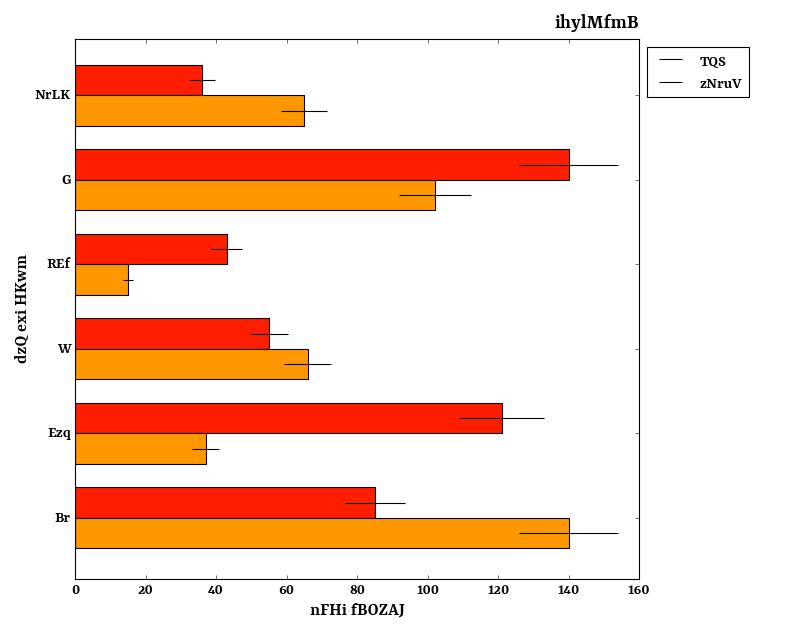 ihylMfmB
TQS
zNruV
NrLK
G
REf
W
Ezq
Br
dzQ exi HKwm
0 20 40 60 80 100 120 140 160
nFHi fBOZAJ